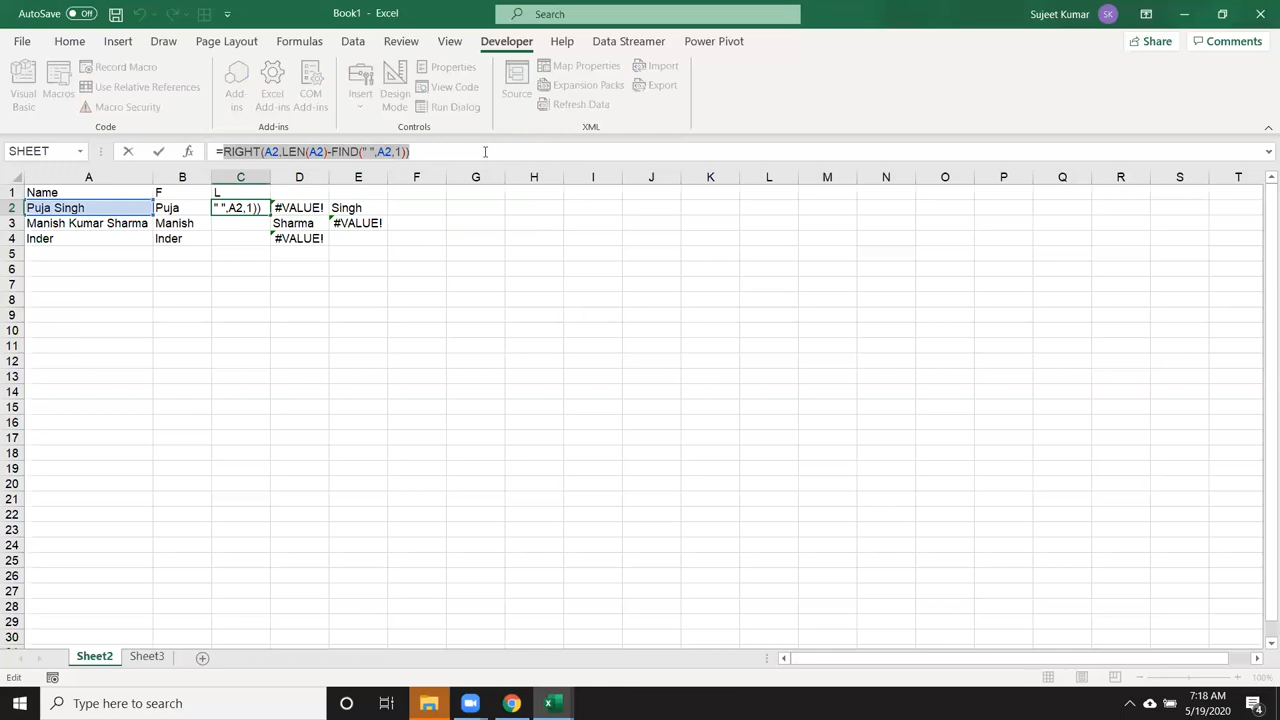 AutoSave Off Book1 - Excel Search Sujeet Kumar SK
File Home Insert Draw Page Layout Formulas Data Review View Developer Help Data Streamer Power Pivot Share Comments
Visual Basic Macros Record Macro Use Relative References Macro Security
Code
Add-ins Excel Add-ins COM Add-ins
Add-ins
Insert Design Mode Properties View Code Run Dialog
Controls
Source Map Properties Expansion Packs Refresh Data Import Export
XML
SHEET fx =RIGHT(A2,LEN(A2)-FIND(" ",A2,1))
A B C D E F G H I J K L M N O P Q R S T
1 Name F L
2 Puja Singh Puja " ",A2,1)) #VALUE! Singh
3 Manish Kumar Sharma Manish Sharma #VALUE!
4 Inder Inder #VALUE!
5
6
7
8
9
10
11
12
13
14
15
16
17
18
19
20
21
22
23
24
25
26
27
28
29
30
Sheet2 Sheet3
Edit 100%
Type here to search 7:18 AM
5/19/2020